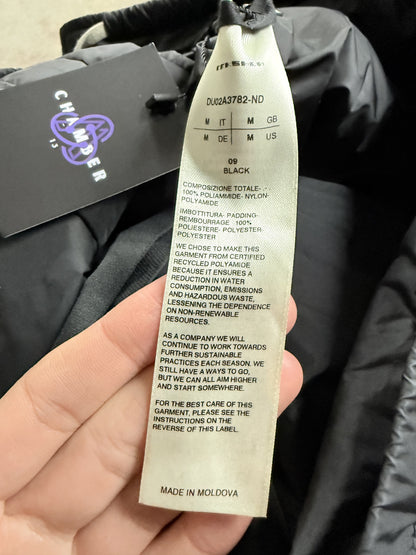 CHAMBER
13
DU02A3782-ND
M IT M GB
M DE M US
09
BLACK
COMPOSIZIONE TOTALE- .-
100% POLIAMMIDE- NYLON-
POLYAMIDE
IMBOTTITURA- PADDING-
REMBOURRAGE 100%
POLIESTERE- POLYESTER-
POLYESTER
WE CHOSE TO MAKE THIS
GARMENT FROM CERTIFIED
RECYCLED POLYAMIDE
BECAUSE IT ENSURES A
REDUCTION IN WATER
CONSUMPTION, EMISSIONS
AND HAZARDOUS WASTE,
LESSENING THE DEPENDENCE
ON NON-RENEWABLE
RESOURCES.
AS A COMPANY WE WILL
CONTINUE TO WORK TOWARDS
FURTHER SUSTAINABLE
PRACTICES EACH SEASON. WE
STILL HAVE A WAYS TO GO,
BUT WE CAN ALL AIM HIGHER
AND START SOMEWHERE.
FOR THE BEST CARE OF THIS
GARMENT, PLEASE SEE THE
INSTRUCTIONS ON THE
REVERSE OF THIS LABEL.
MADE IN MOLDOVA